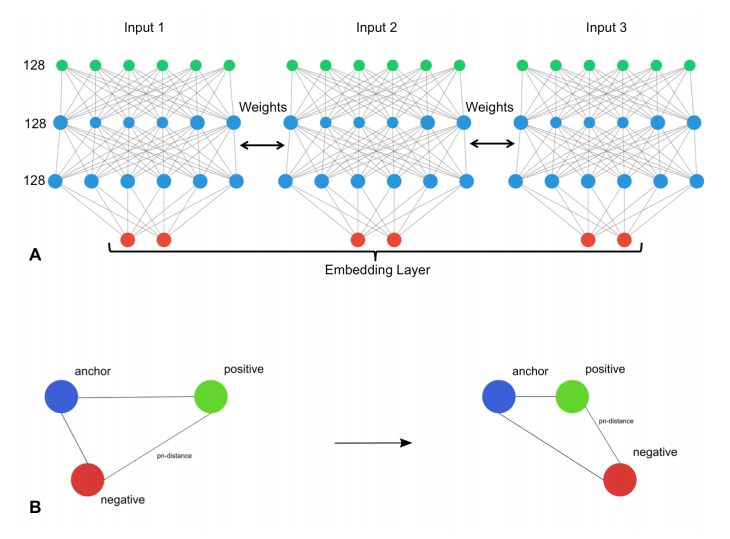 Input 1
Input 2
Input 3
128
Weights
Weights
128
128
A
Embedding Layer
anchor
positive
pn-distance
negative
anchor
positive
pn-distance
negative
B